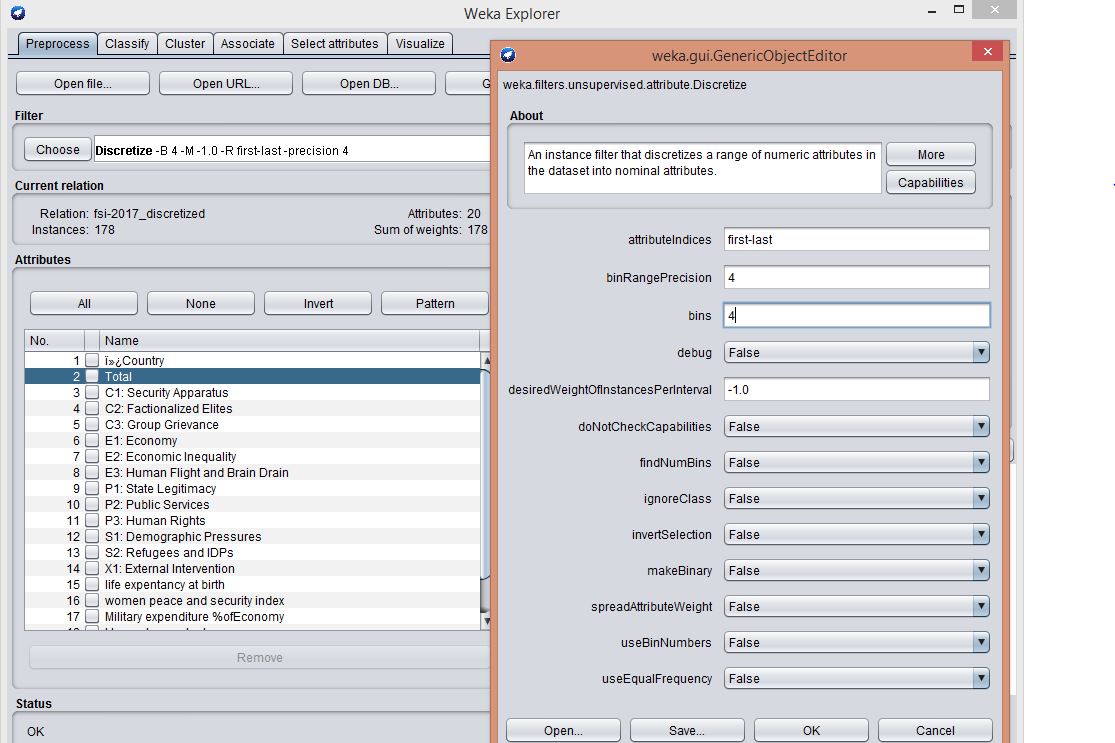 Weka Explorer
Preprocess Classify Cluster Associate Select attributes Visualize
Open file... Open URL... Open DB... G
Filter
Choose Discretize -B 4 -M -1.0 -R first-last -precision 4
Current relation
Relation: fsi-2017_discretized Attributes: 20
Instances: 178 Sum of weights: 178
Attributes
All None Invert Pattern
No. Name
1 ï»¿Country
2 Total
3 C1: Security Apparatus
4 C2: Factionalized Elites
5 C3: Group Grievance
6 E1: Economy
7 E2: Economic Inequality
8 E3: Human Flight and Brain Drain
9 P1: State Legitimacy
10 P2: Public Services
11 P3: Human Rights
12 S1: Demographic Pressures
13 S2: Refugees and IDPs
14 X1: External Intervention
15 life expentancy at birth
16 women peace and security index
17 Military expenditure %ofEconomy
Remove
Status
OK
weka.gui.GenericObjectEditor
weka.filters.unsupervised.attribute.Discretize
About
An instance filter that discretizes a range of numeric attributes in
the dataset into nominal attributes.
More
Capabilities
attributeIndices first-last
binRangePrecision 4
bins 4
debug False
desiredWeightOfInstancesPerInterval -1.0
doNotCheckCapabilities False
findNumBins False
ignoreClass False
invertSelection False
makeBinary False
spreadAttributeWeight False
useBinNumbers False
useEqualFrequency False
Open... Save... OK Cancel